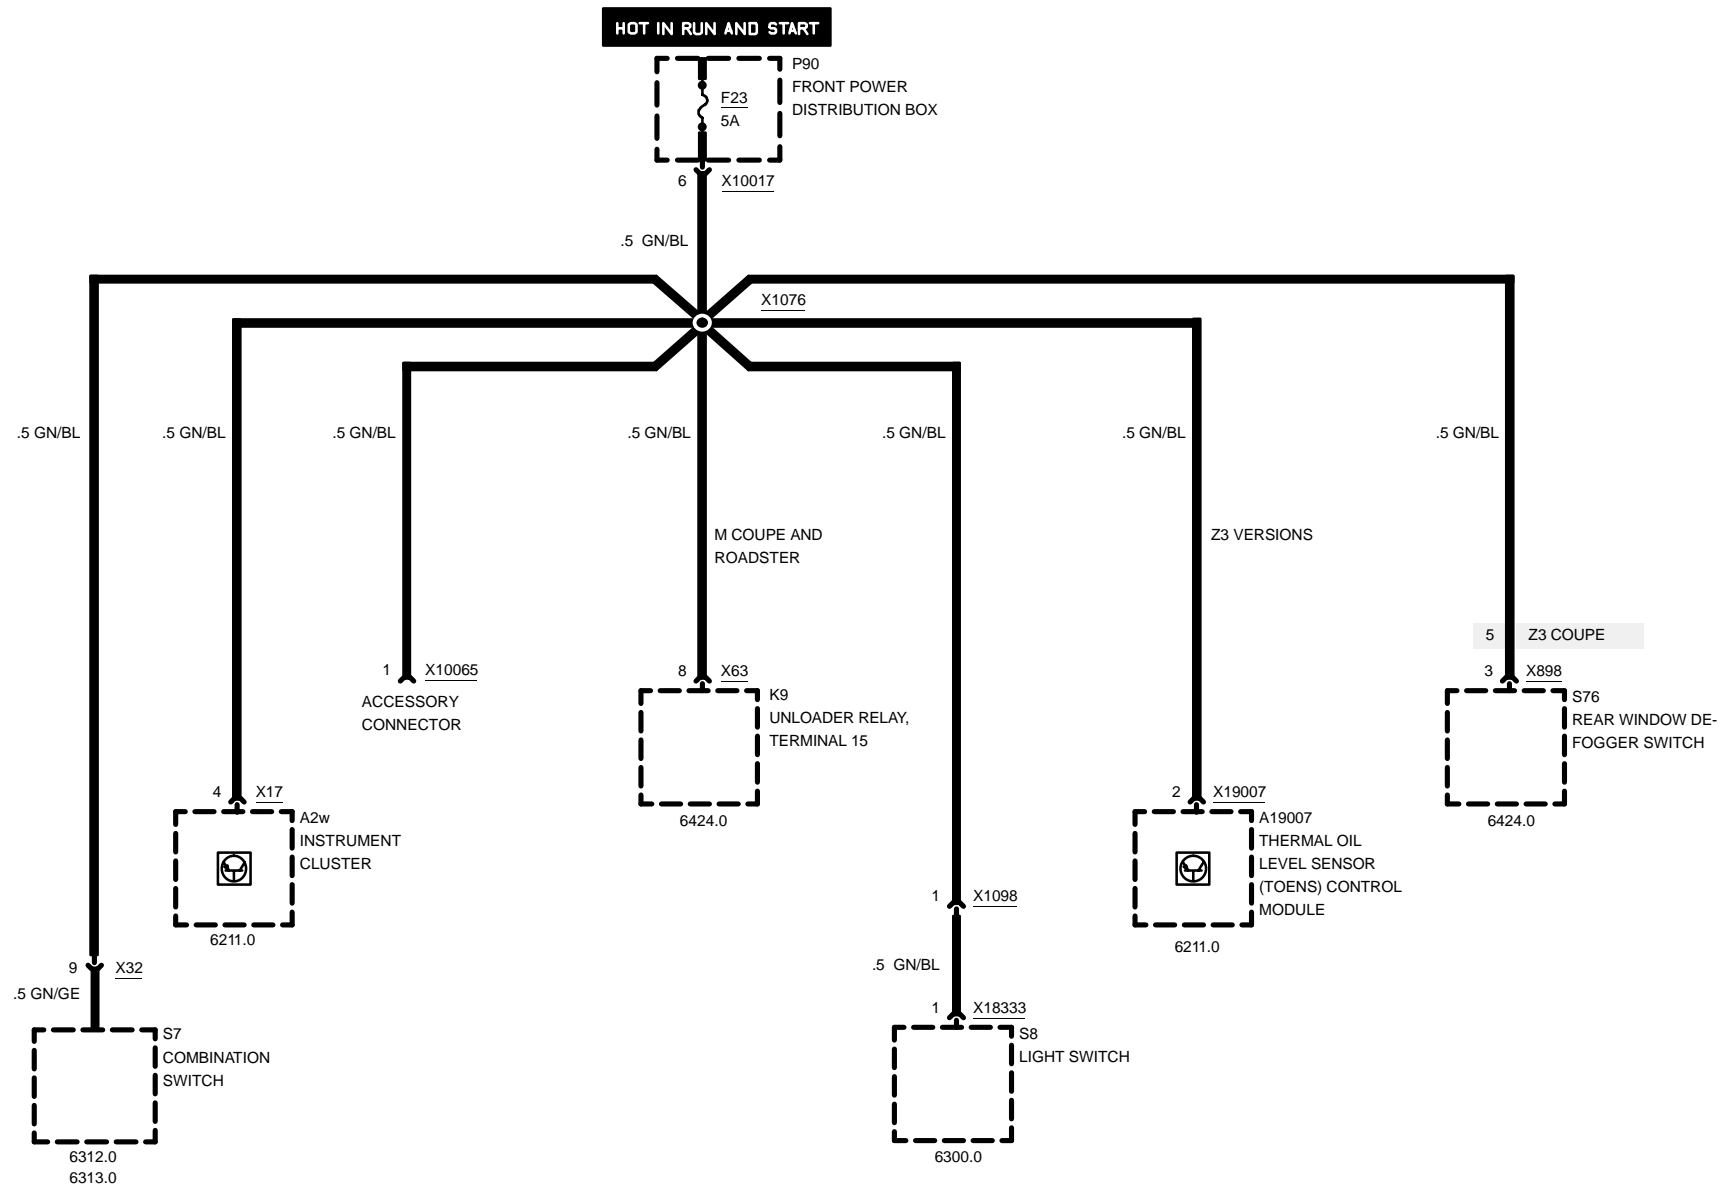 HOT IN RUN AND START
P90
FRONT POWER
DISTRIBUTION BOX
F23
5A
6 X10017
.5 GN/BL
X1076
.5 GN/BL
.5 GN/BL
.5 GN/BL
.5 GN/BL
.5 GN/BL
.5 GN/BL
.5 GN/BL
M COUPE AND
ROADSTER
Z3 VERSIONS
5 Z3 COUPE
1 X10065
ACCESSORY
CONNECTOR
8 X63
K9
UNLOADER RELAY,
TERMINAL 15
6424.0
3 X898
S76
REAR WINDOW DE-
FOGGER SWITCH
6424.0
4 X17
A2w
INSTRUMENT
CLUSTER
6211.0
2 X19007
A19007
THERMAL OIL
LEVEL SENSOR
(TOENS) CONTROL
MODULE
6211.0
1 X1098
.5 GN/BL
1 X18333
S8
LIGHT SWITCH
6300.0
9 X32
.5 GN/GE
S7
COMBINATION
SWITCH
6312.0
6313.0